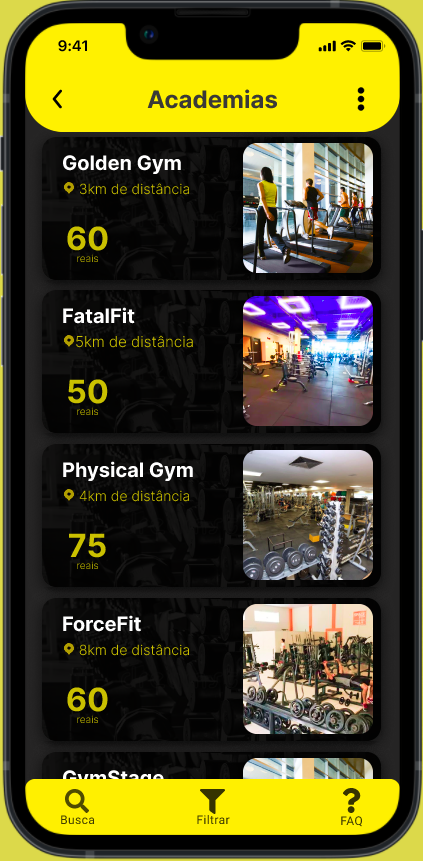 9:41
Academias
Golden Gym
3km de distância
60
reais
FatalFit
5km de distância
50
reais
Physical Gym
4km de distância
75
reais
ForceFit
8km de distância
60
reais
GymStage
Busca
Filtrar
FAQ